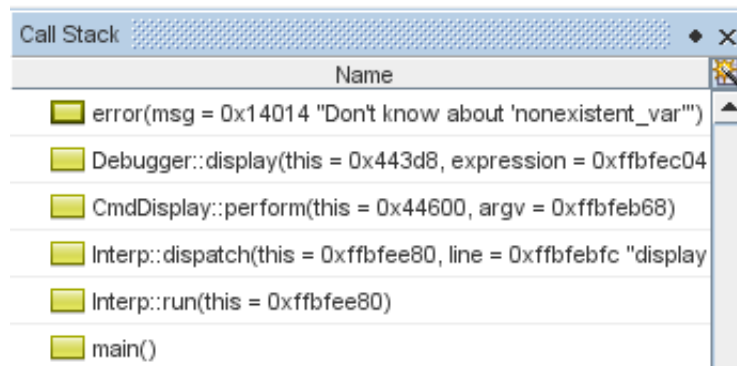 Call Stack
Name
error(msg = 0x14014 "Don't know about 'nonexistent_var'")
Debugger::display(this = 0x443d8, expression = 0xffbfec04
CmdDisplay::perform(this = 0x44600, argv = 0xffbfeb68)
Interp::dispatch(this = 0xffbfee80, line = 0xffbfebfc "display
Interp::run(this = 0xffbfee80)
main()